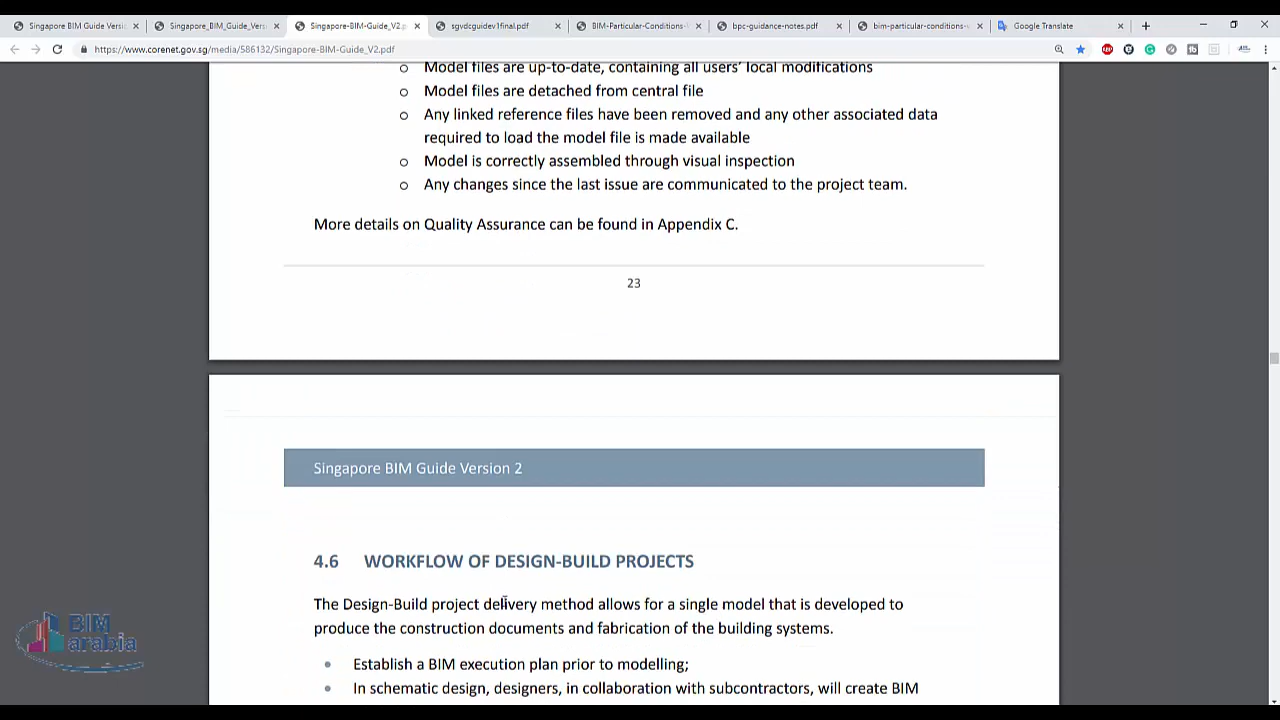 Singapore BIM Guide Versi
Singapore_BIM_Guide_Vers
Singapore-BIM-Guide_V2.p
sgvdcguidev1final.pdf
BIM-Particular-Conditions-
bpc-guidance-notes.pdf
bim-particular-conditions-v
Google Translate
https://www.corenet.gov.sg/media/586132/Singapore-BIM-Guide_V2.pdf
o Model files are up-to-date, containing all users' local modifications
o Model files are detached from central file
o Any linked reference files have been removed and any other associated data
required to load the model file is made available
o Model is correctly assembled through visual inspection
o Any changes since the last issue are communicated to the project team.
More details on Quality Assurance can be found in Appendix C.
23
Singapore BIM Guide Version 2
4.6 WORKFLOW OF DESIGN-BUILD PROJECTS
The Design-Build project delivery method allows for a single model that is developed to
produce the construction documents and fabrication of the building systems.
• Establish a BIM execution plan prior to modelling;
• In schematic design, designers, in collaboration with subcontractors, will create BIM
BIM
arabia